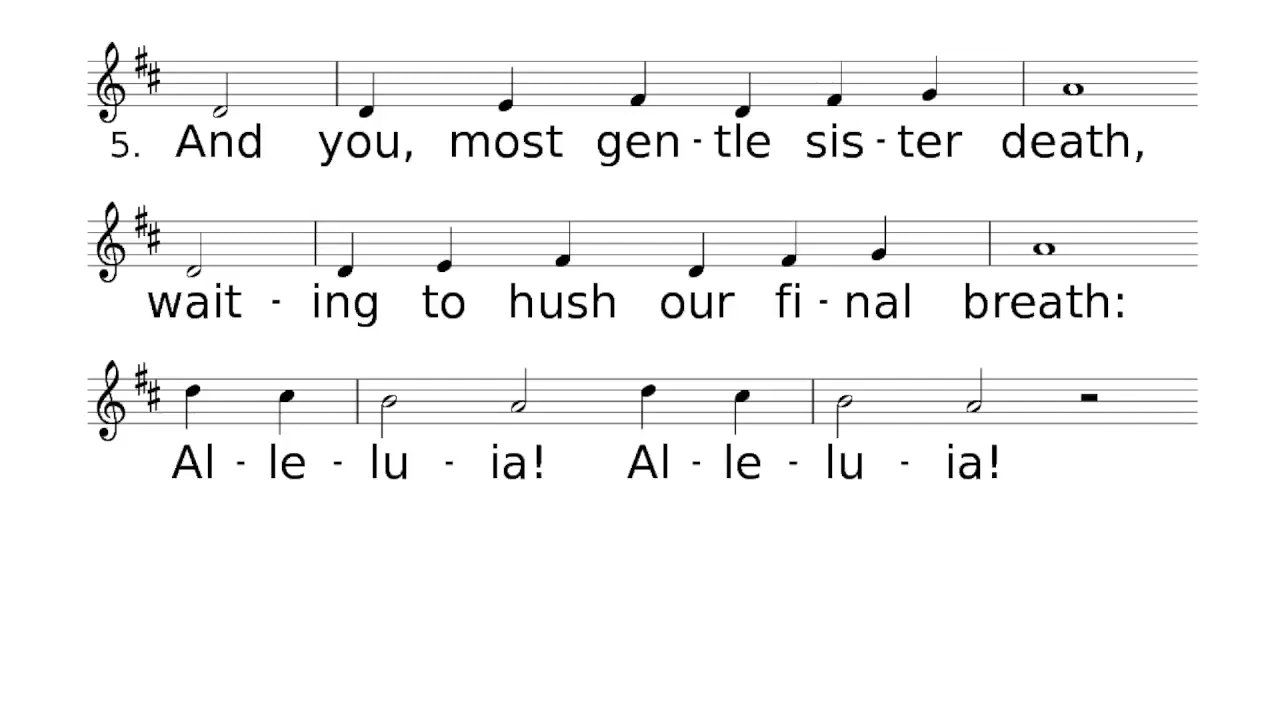 5. And you, most gen - tle sis - ter death,
wait - ing to hush our fi - nal breath:
Al - le - lu - ia! Al - le - lu - ia!